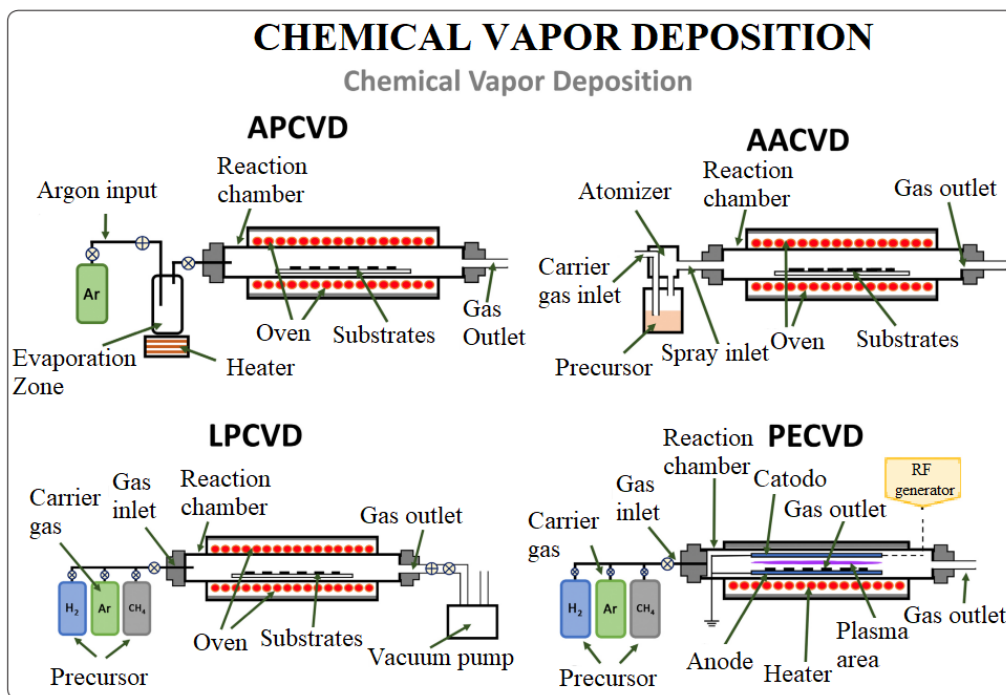 CHEMICAL VAPOR DEPOSITION
Chemical Vapor Deposition
APCVD
Argon input
Reaction
chamber
Ar
Evaporation
Zone
Heater
Oven
Substrates
Gas
Outlet
AACVD
Atomizer
Reaction
chamber
Gas outlet
Carrier
gas inlet
Precursor
Spray inlet
Oven
Substrates
LPCVD
Carrier
gas
Gas
inlet
Reaction
chamber
Gas outlet
H2
Ar
CH4
Precursor
Oven
Substrates
Vacuum pump
PECVD
Reaction
chamber
Catodo
RF
generator
Gas
inlet
Gas outlet
Carrier
gas
H2
Ar
CH4
Precursor
Anode
Heater
Plasma
area
Gas outlet